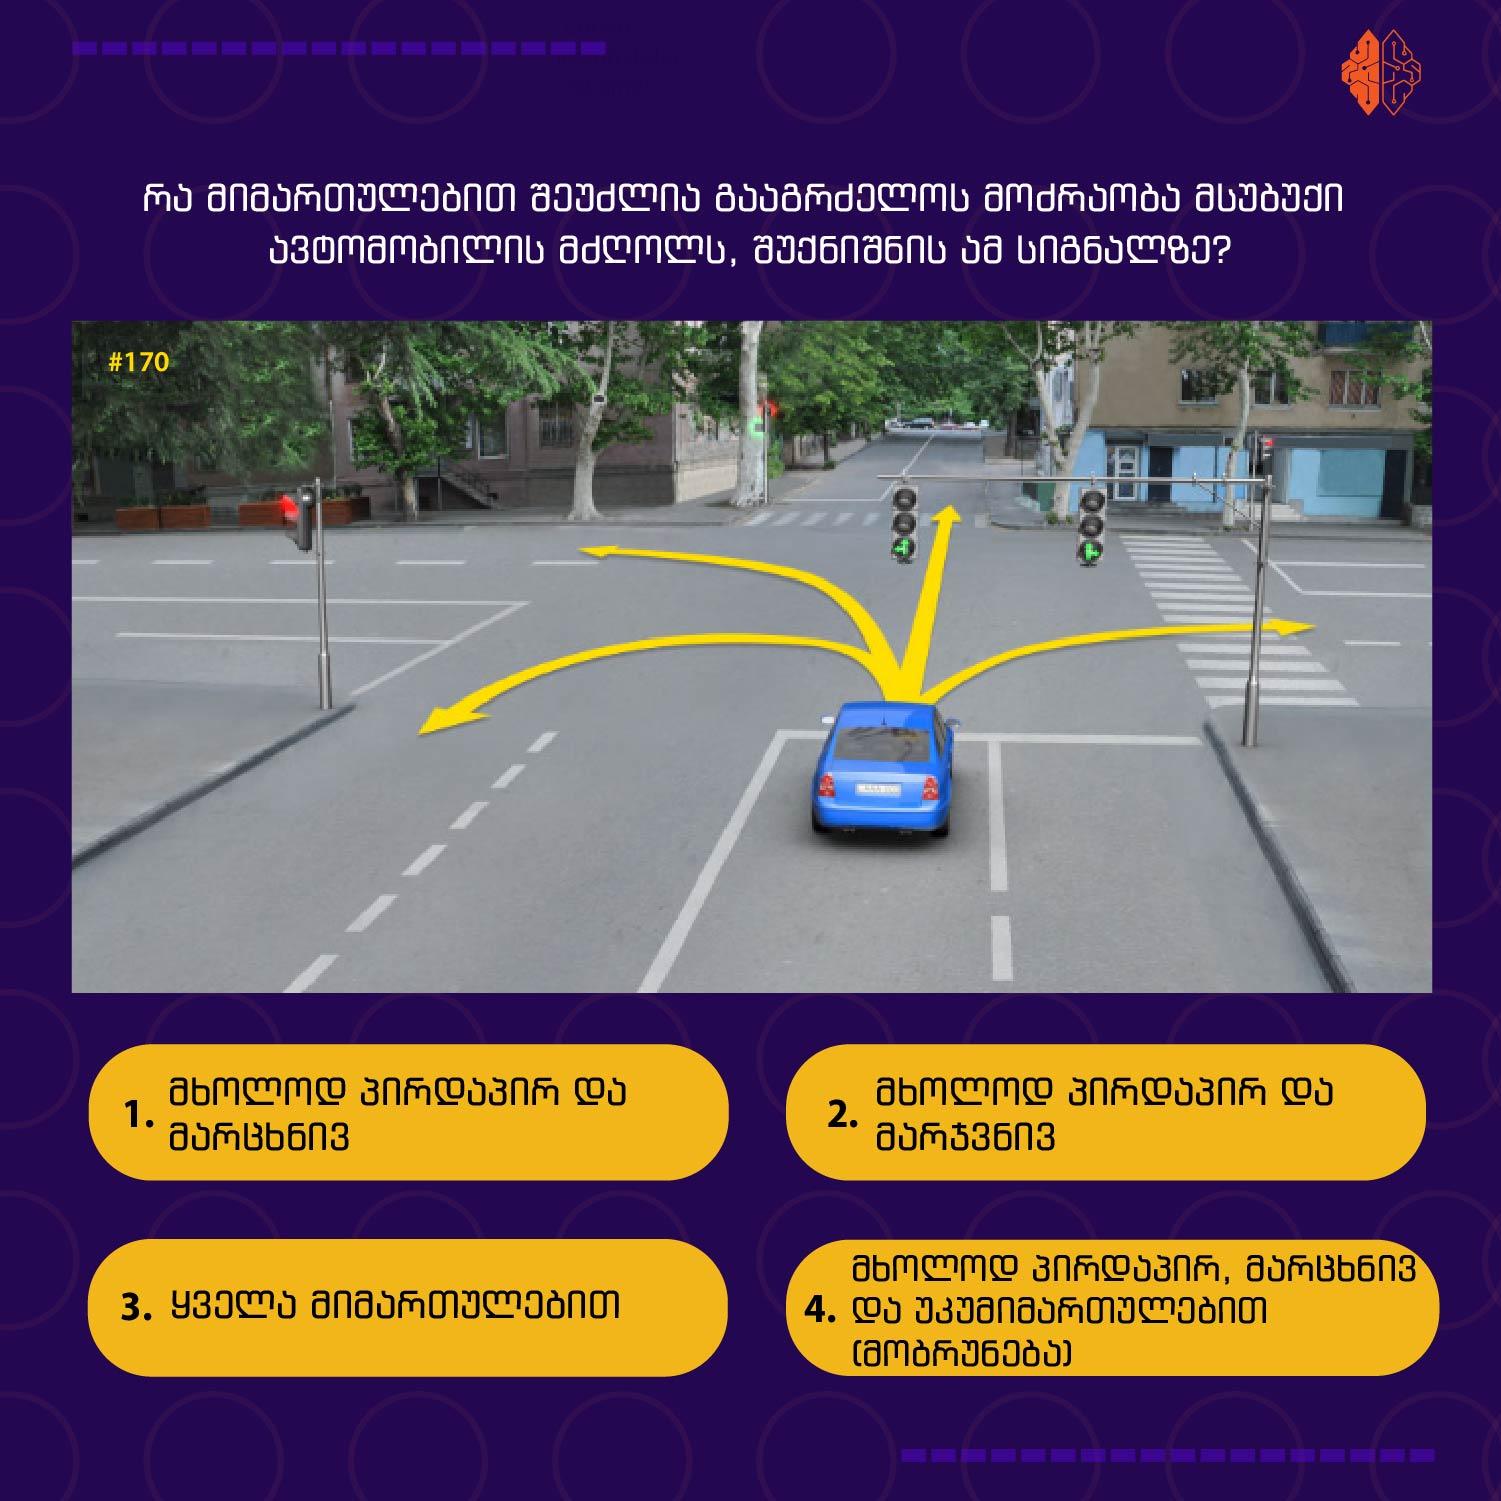 რა მიმართულებით შეუძლია გააგრძელოს მოძრაობა მსუბუქი
ავტომობილის მძღოლს, შუქნიშნის ამ სიგნალზე?
#170
1. მხოლოდ პირდაპირ და
მარცხნივ
2. მხოლოდ პირდაპირ და
მარჯვნივ
3. ყველა მიმართულებით
4. მხოლოდ პირდაპირ, მარცხნივ
და უკუმიმართულებით
(მობრუნება)